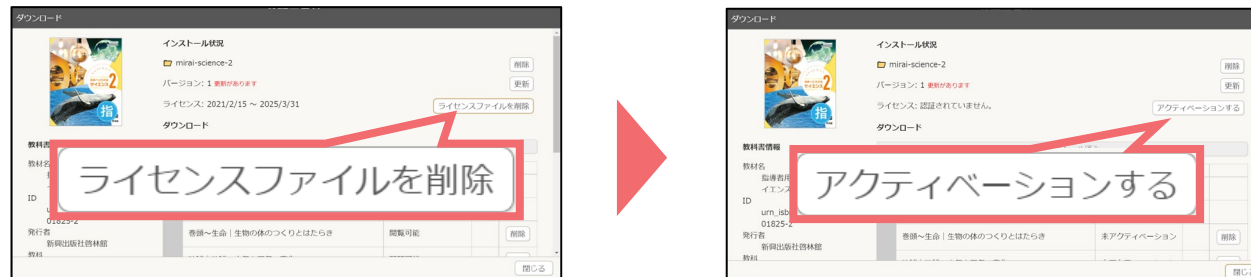 ダウンロード
インストール状況
mirai-science-2
削除
バージョン: 1 更新があります
更新
ライセンス: 2021/2/15 ～ 2025/3/31
ライセンスファイルを削除
ダウンロード
指
2
教科書情報
教材名
ライセンスファイルを削除
ID
01825-2
発行者
新興出版社啓林館
巻頭～生命｜生物の体のつくりとはたらき
閲覧可能
削除
教科
閉じる
ダウンロード
インストール状況
mirai-science-2
削除
バージョン: 1 更新があります
更新
ライセンス: 認証されていません。
アクティベーションする
ダウンロード
指
2
教科書情報
教材名
指導者用
イエンス
アクティベーションする
ID
urn_isb
01825-2
発行者
新興出版社啓林館
巻頭～生命｜生物の体のつくりとはたらき
未アクティベーション
削除
教科